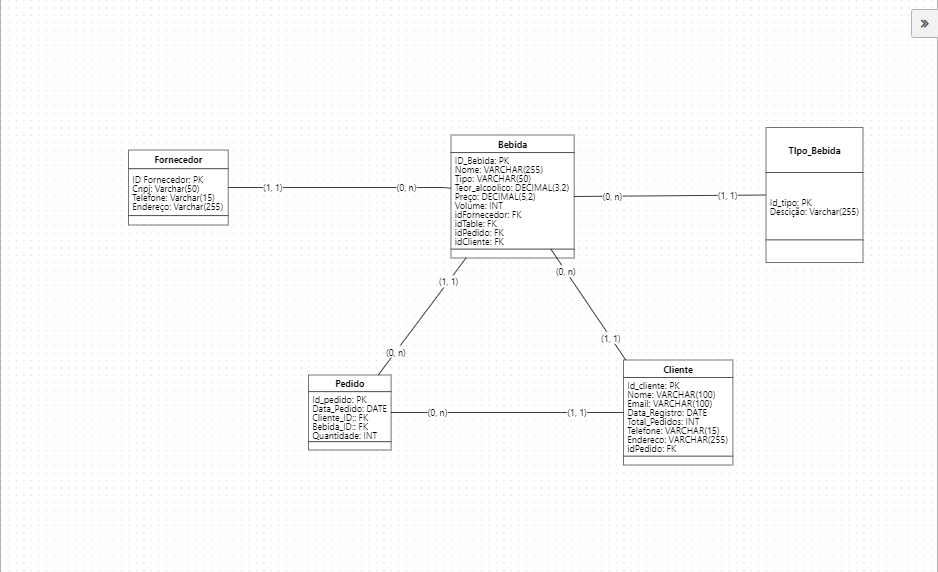 »
Fornecedor
ID Fornecedor: PK
Cnpj: Varchar(50)
Telefone: Varchar(15)
Endereço: Varchar(255)
(1, 1)
(0, n)
Bebida
ID_Bebida: PK
Nome: VARCHAR(255)
Tipo: VARCHAR(50)
Teor_alcoolico: DECIMAL(3,2)
Preço: DECIMAL(5,2)
Volume: INT
idFornecedor: FK
idTable: FK
idPedido: FK
idCliente: FK
(0, n)
(1, 1)
TIpo_Bebida
Id_tipo: PK
Descição: Varchar(255)
(1, 1)
(0, n)
(0, n)
(1, 1)
Pedido
Id_pedido: PK
Data_Pedido: DATE
Cliente_ID:: FK
Bebida_ID:: FK
Quantidade: INT
(0, n)
(1, 1)
Cliente
Id_cliente: PK
Nome: VARCHAR(100)
Email: VARCHAR(100)
Data_Registro: DATE
Total_Pedidos: INT
Telefone: VARCHAR(15)
Endereco: VARCHAR(255)
idPedido: FK